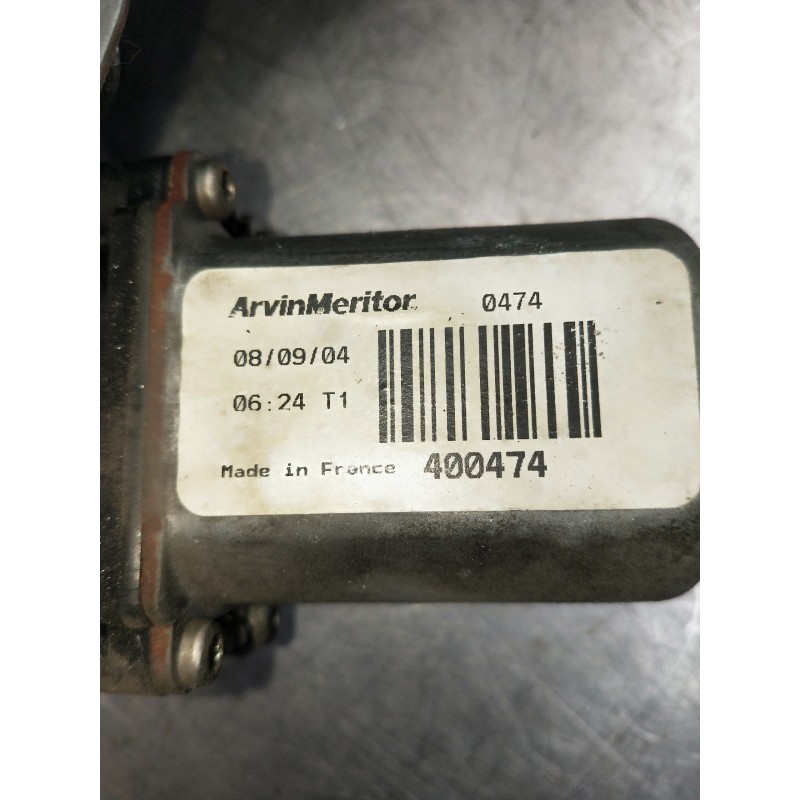 ArvinMeritor 0474
08/09/04
06:24 T1
Made in France 400474